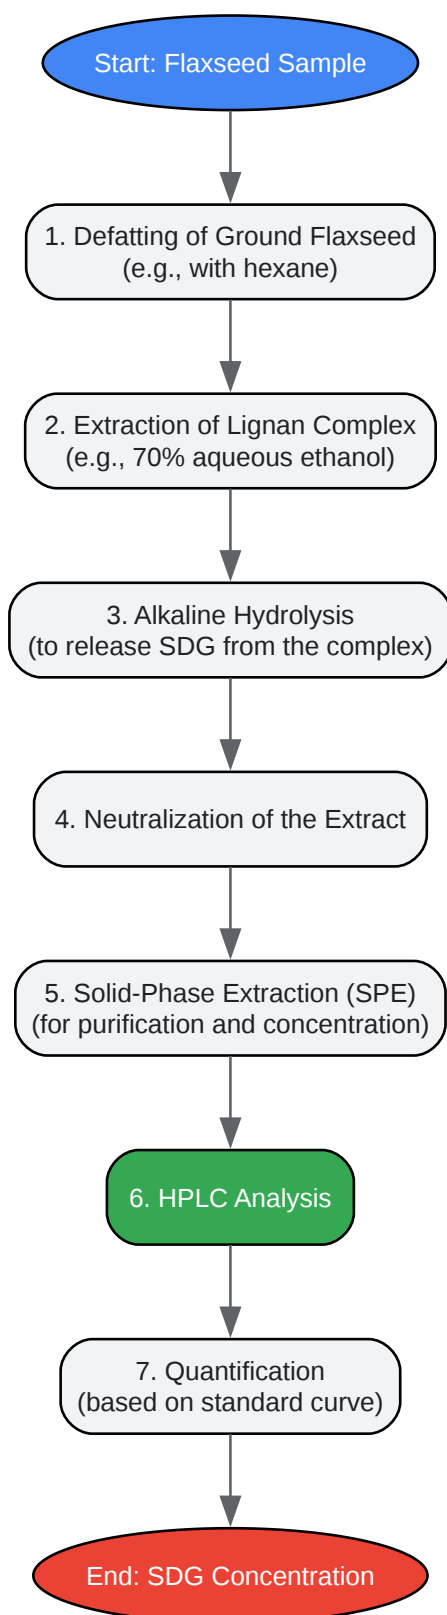 Start: Flaxseed Sample
1. Defatting of Ground Flaxseed
(e.g., with hexane)
2. Extraction of Lignan Complex
(e.g., 70% aqueous ethanol)
3. Alkaline Hydrolysis
(to release SDG from the complex)
4. Neutralization of the Extract
5. Solid-Phase Extraction (SPE)
(for purification and concentration)
6. HPLC Analysis
7. Quantification
(based on standard curve)
End: SDG Concentration